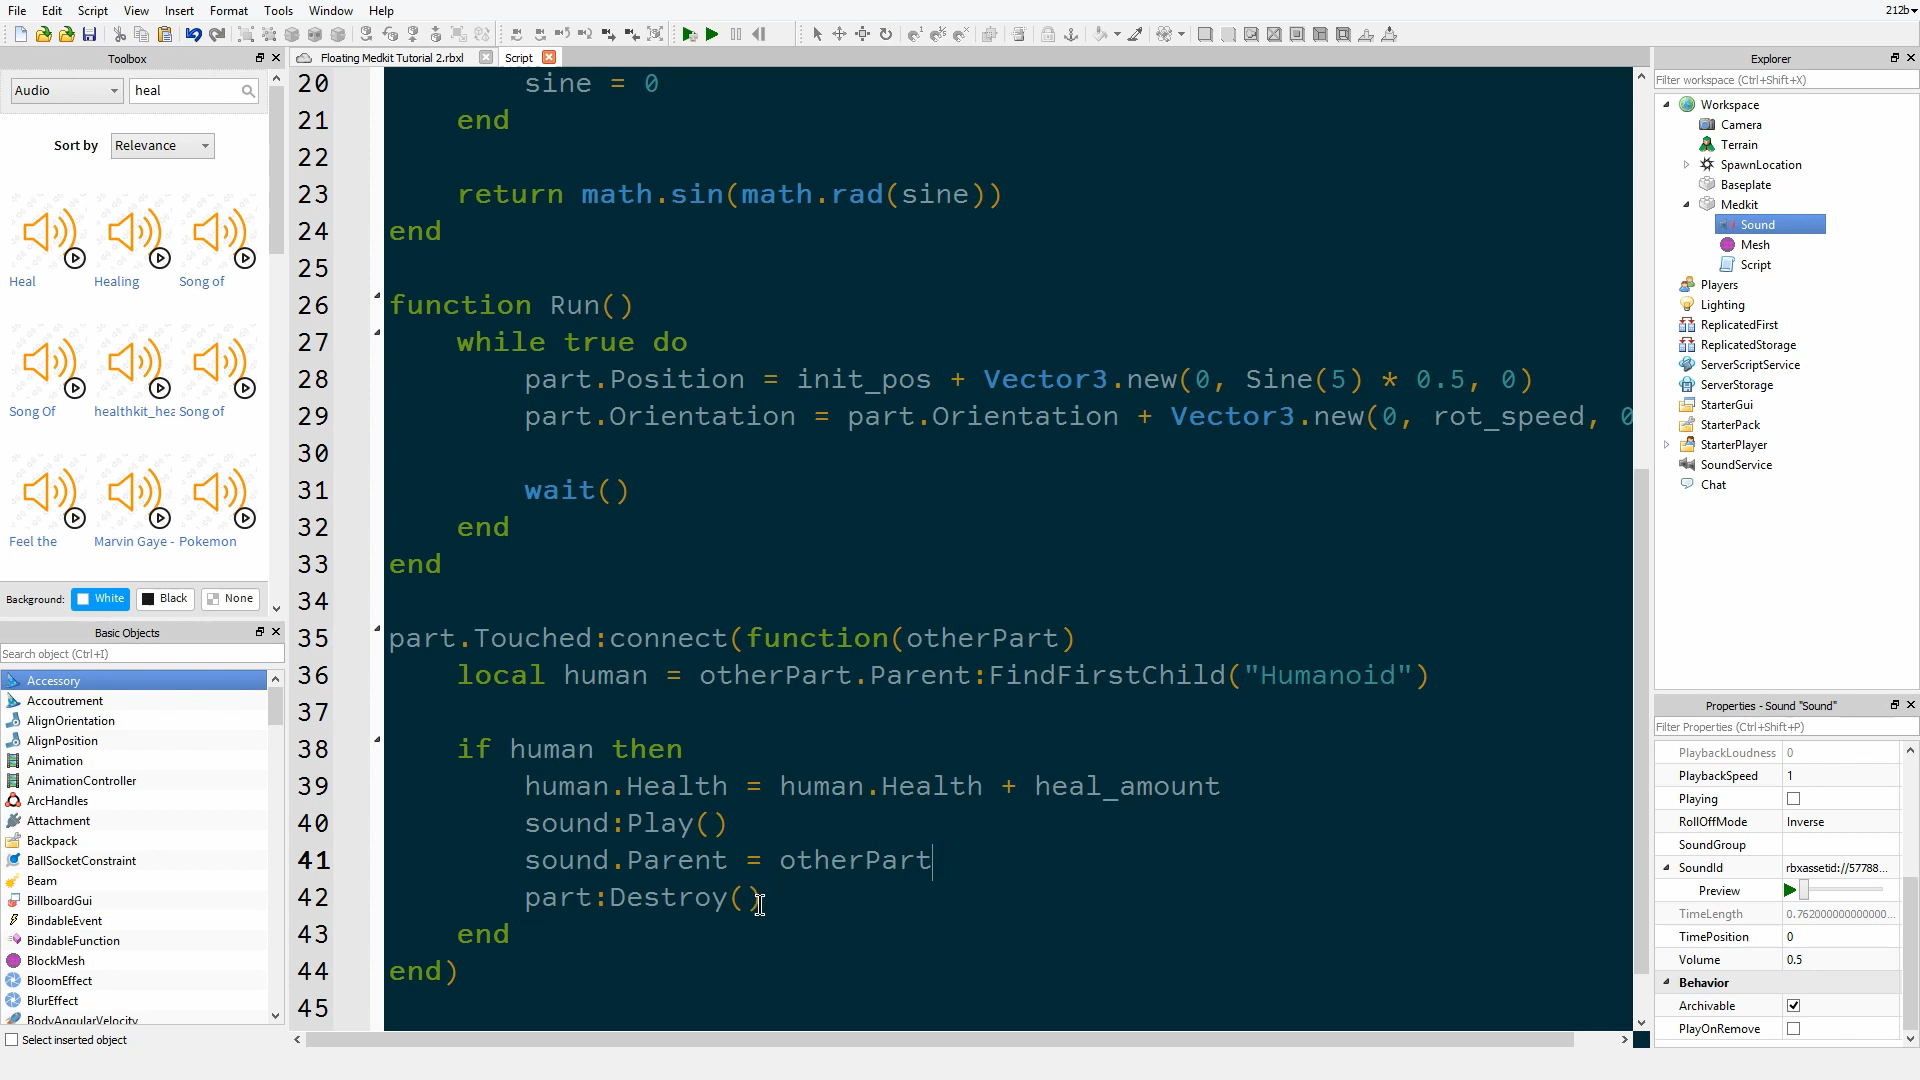 File Edit View Insert Format Tools Window Help
Script
212b
Toolbox
Audio
heal
Sort by Relevance
Heal Healing Song of
Song Of healthkit_hea Song of
Feel the Marvin Gaye - Pokemon
Background: White Black None
Basic Objects
Search object (Ctrl+I)
Accessory
Accoutrement
AlignOrientation
AlignPosition
Animation
AnimationController
ArcHandles
Attachment
Backpack
BallSocketConstraint
Beam
BillboardGui
BindableEvent
BindableFunction
BlockMesh
BloomEffect
BlurEffect
BodyAngularVelocity
Select inserted object
Floating Medkit Tutorial 2.rbxl
Script
20 sine = 0
21 end
22
23 return math.sin(math.rad(sine))
24 end
25
26 function Run()
27 while true do
28 part.Position = init_pos + Vector3.new(0, Sine(5) * 0.5, 0)
29 part.Orientation = part.Orientation + Vector3.new(0, rot_speed, 0
30
31 wait()
32 end
33 end
34
35 part.Touched:connect(function(otherPart)
36 local human = otherPart.Parent:FindFirstChild("Humanoid")
37
38 if human then
39 human.Health = human.Health + heal_amount
40 sound:Play()
41 sound.Parent = otherPart
42 part:Destroy()
43 end
44 end)
45
Explorer
Filter workspace (Ctrl+Shift+X)
Workspace
Camera
Terrain
SpawnLocation
Baseplate
Medkit
Sound
Mesh
Script
Players
Lighting
ReplicatedFirst
ReplicatedStorage
ServerScriptService
ServerStorage
StarterGui
StarterPack
StarterPlayer
SoundService
Chat
Properties - Sound "Sound"
Filter Properties (Ctrl+Shift+P)
PlaybackLoudness 0
PlaybackSpeed 1
Playing
RollOffMode Inverse
SoundGroup
SoundId rbxassetid://57788...
Preview
TimeLength 0.762000000000000...
TimePosition 0
Volume 0.5
Behavior
Archivable
PlayOnRemove